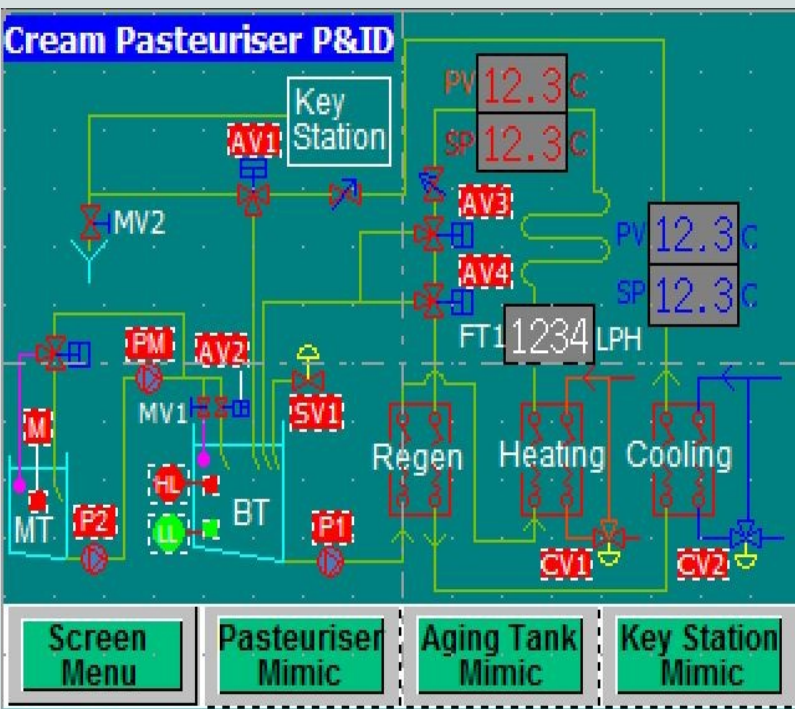 Cream Pasteuriser P&ID
Key
Station
PV 12.3 C
SP 12.3 C
AV1
MV2
AV3
AV4
PV 12.3 C
SP 12.3 C
FT1 1234 LPH
PM
AV2
MV1
SV1
M
HL
LL
MT
BT
P2
P1
Regen
Heating
Cooling
CV1
CV2
Screen
Menu
Pasteuriser
Mimic
Aging Tank
Mimic
Key Station
Mimic